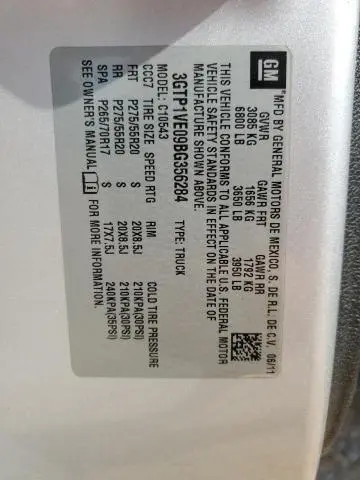 GM
MFD BY GENERAL MOTORS DE MEXICO, S. DE R.L. DE C.V. 06/11
GVWR GAWR FRT GAWR RR
3085 KG 1656 KG 1792 KG
6800 LB 3650 LB 3950 LB
THIS VEHICLE CONFORMS TO ALL APPLICABLE U.S. FEDERAL MOTOR
VEHICLE SAFETY STANDARDS IN EFFECT ON THE DATE OF
MANUFACTURE SHOWN ABOVE.
3GTP1VE09BG356284 TYPE: TRUCK
MODEL: C10543
CCC7 TIRE SIZE SPEED RTG RIM COLD TIRE PRESSURE
FRT P275/55R20 S 20X8.5J 210KPA(30PSI)
RR P275/55R20 S 20X8.5J 210KPA(30PSI)
SPA P265/70R17 S 17X7.5J 240KPA(35PSI)
SEE OWNER'S MANUAL i FOR MORE INFORMATION.